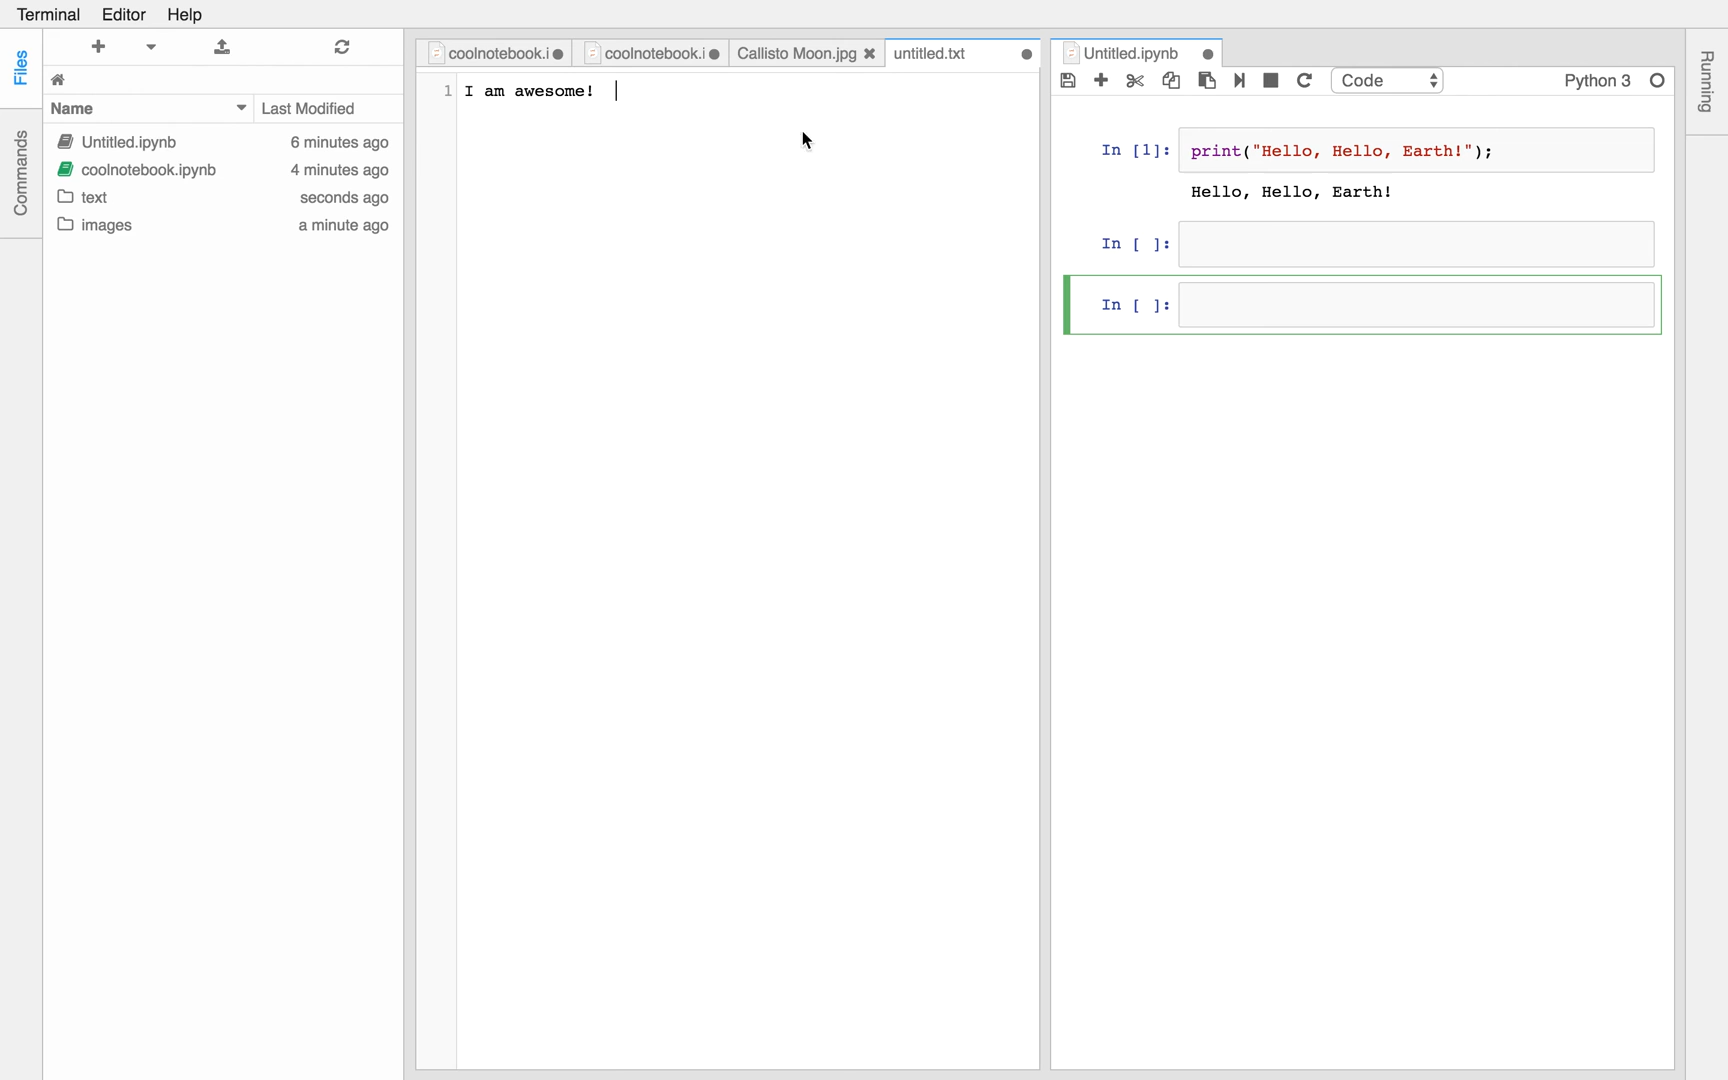 Terminal Editor Help
Files
Commands
Name Last Modified
Untitled.ipynb 6 minutes ago
coolnotebook.ipynb 4 minutes ago
text seconds ago
images a minute ago
coolnotebook.i coolnotebook.i Callisto Moon.jpg untitled.txt
1 I am awesome!
Untitled.ipynb
Code Python 3
In [1]: print("Hello, Hello, Earth!");
Hello, Hello, Earth!
In [ ]:
In [ ]:
Running